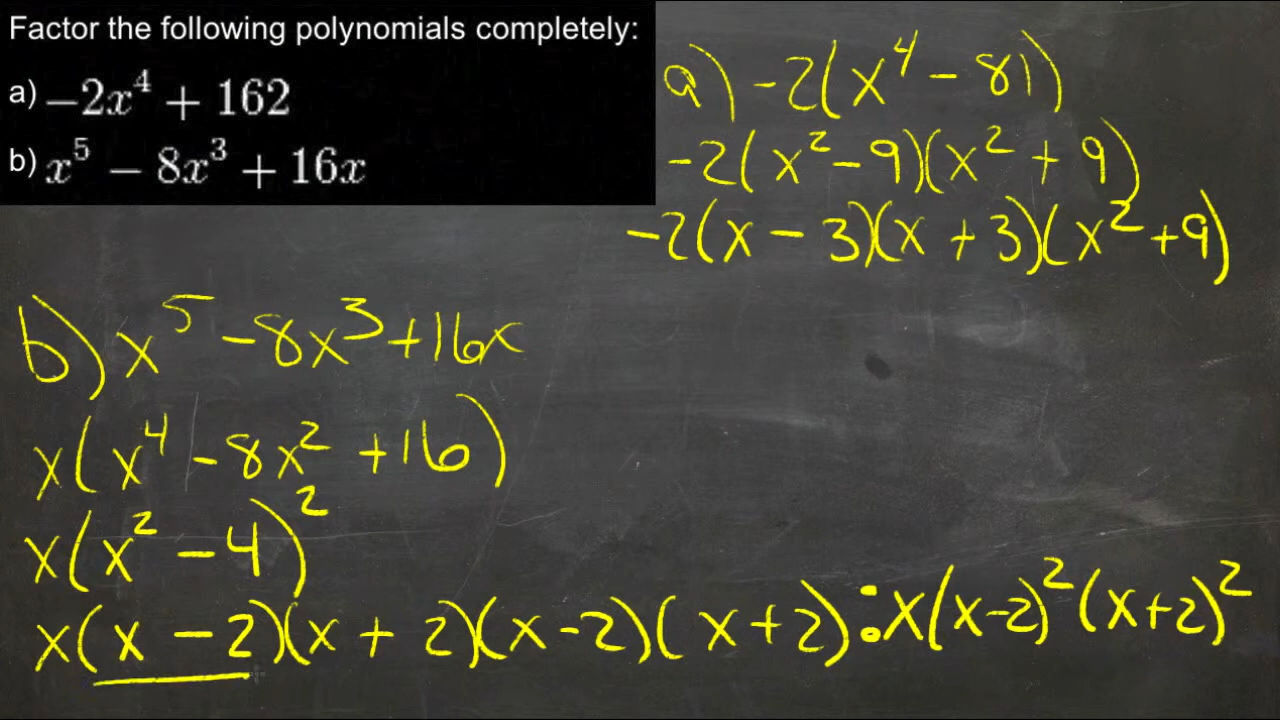 Factor the following polynomials completely:
a) −2x⁴ + 162
b) x⁵ − 8x³ + 16x
a) -2(x⁴ - 81)
-2(x² - 9)(x² + 9)
-2(x - 3)(x + 3)(x² + 9)
b) x⁵ - 8x³ + 16x
x(x⁴ - 8x² + 16)
x(x² - 4)²
x(x - 2)(x + 2)(x - 2)(x + 2) : x(x - 2)² (x + 2)²